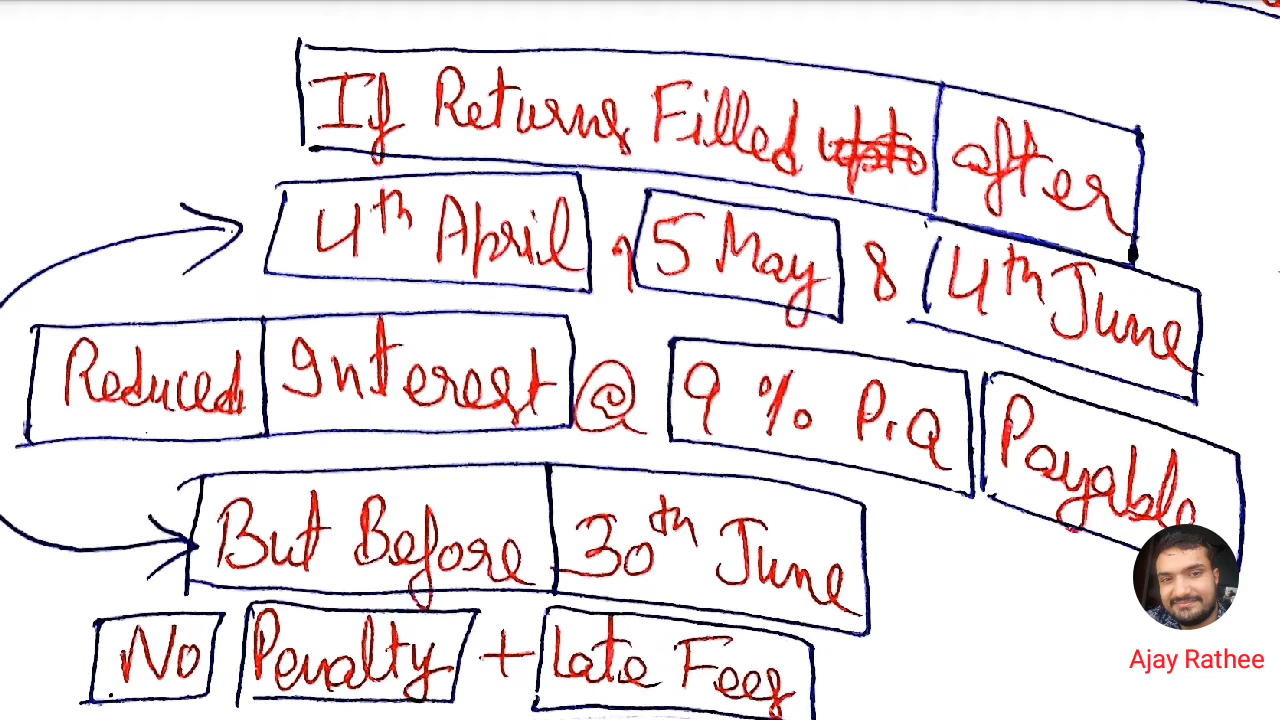 If Returns Filled after
4th April, 5 May & 4th June
Reduced Interest @ 9% P.a Payable
But Before 30th June
No Penalty + Late Fees
Ajay Rathee